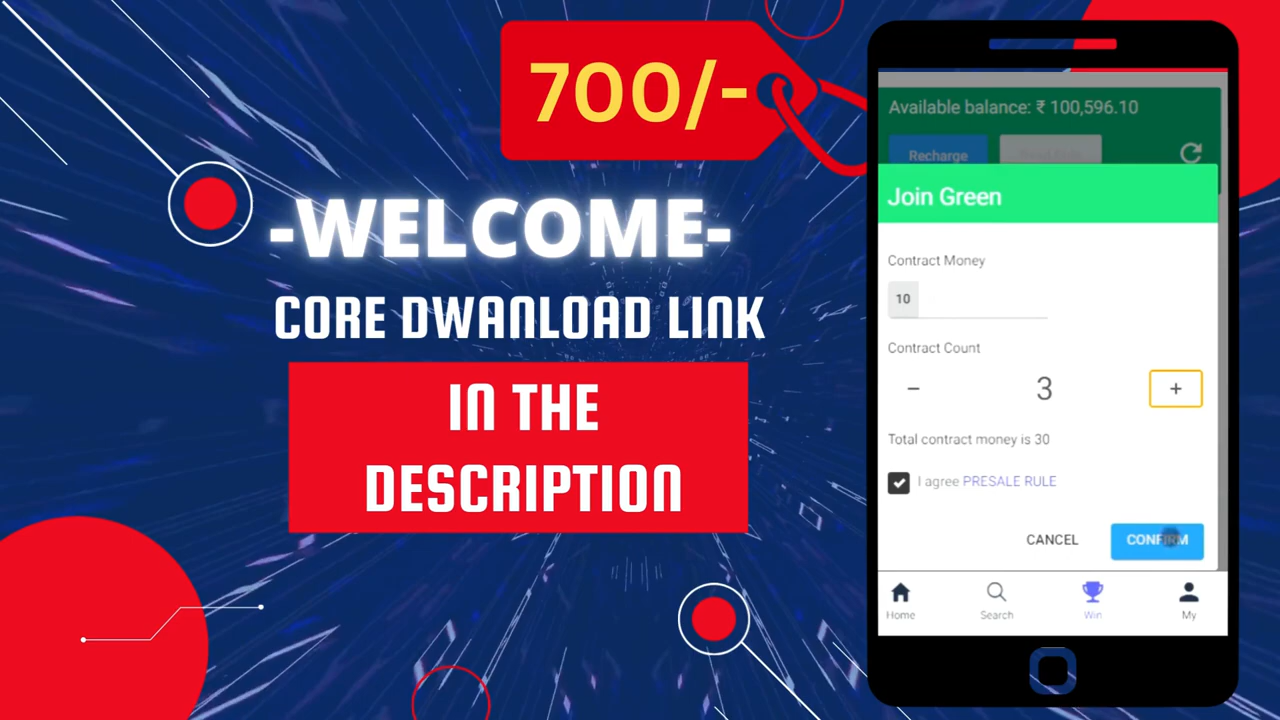 700/-
-WELCOME-
CORE DWANLOAD LINK
IN THE
DESCRIPTION
Available balance: ₹ 100,596.10
Recharge
Join Green
Contract Money
10
Contract Count
− 3 +
Total contract money is 30
I agree PRESALE RULE
CANCEL CONFIRM
Home Search Win My